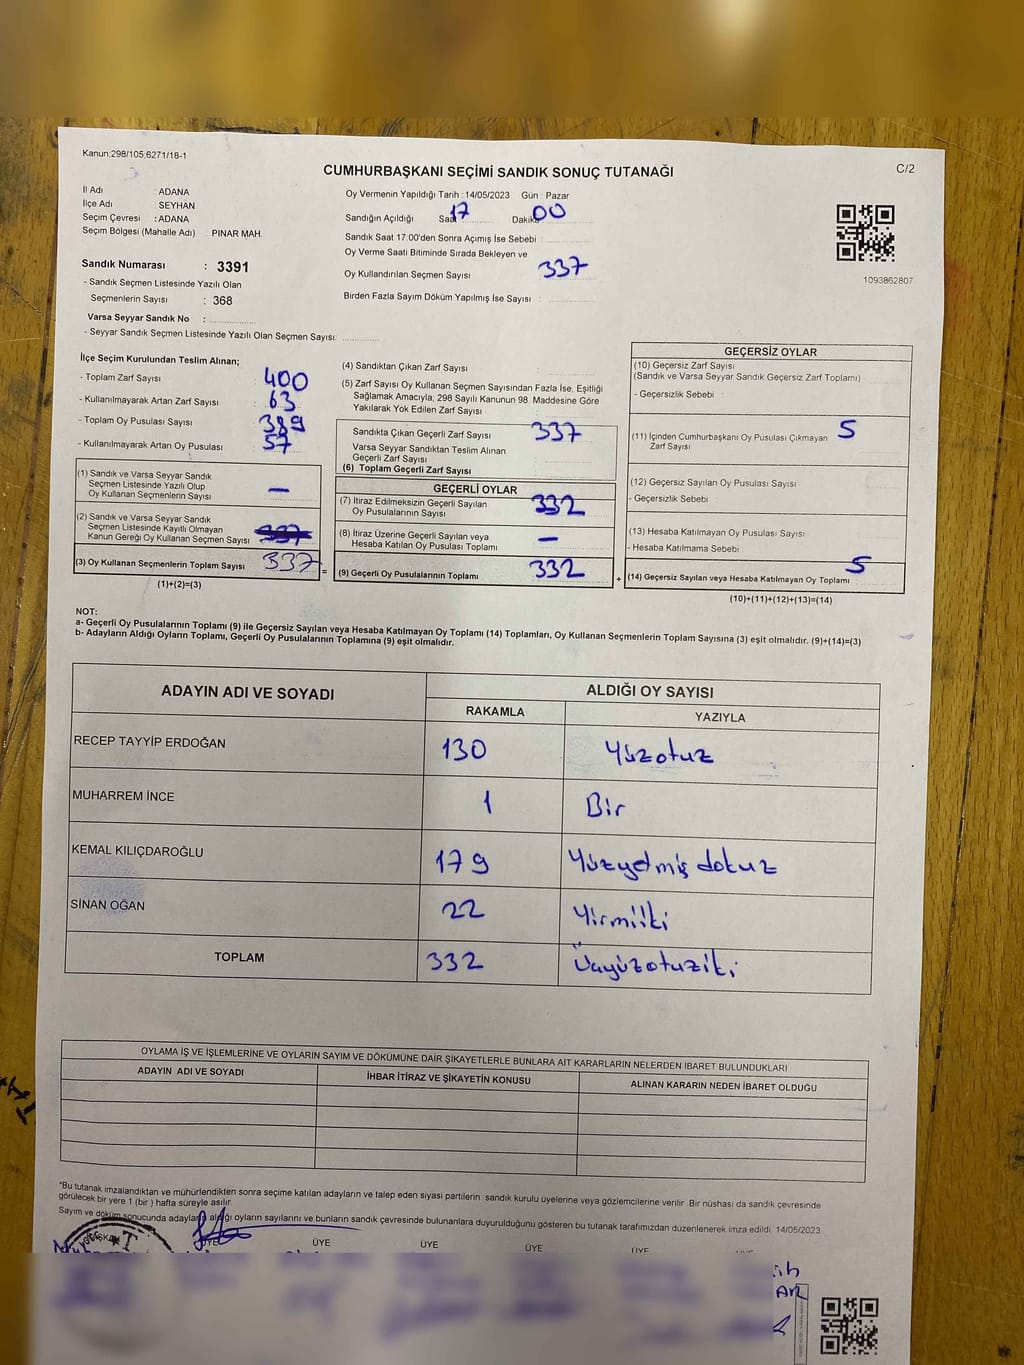 Kanun:298/105,6271/18-1
C/2
CUMHURBAŞKANI SEÇİMİ SANDIK SONUÇ TUTANAĞI
İl Adı : ADANA
İlçe Adı : SEYHAN
Seçim Çevresi : ADANA
Seçim Bölgesi (Mahalle Adı) : PINAR MAH.
Sandık Numarası : 3391
- Sandık Seçmen Listesinde Yazılı Olan
Seçmenlerin Sayısı : 368
Varsa Seyyar Sandık No :
- Seyyar Sandık Seçmen Listesinde Yazılı Olan Seçmen Sayısı:
Oy Vermenin Yapıldığı Tarih : 14/05/2023 Gün : Pazar
Sandığın Açıldığı Saat 17 Dakika 00
Sandık Saat 17:00'den Sonra Açımış İse Sebebi :
Oy Verme Saati Bitiminde Sırada Bekleyen ve
Oy Kullandırılan Seçmen Sayısı 337
Birden Fazla Sayım Döküm Yapılmış İse Sayısı :
1093862807
İlçe Seçim Kurulundan Teslim Alınan;
- Toplam Zarf Sayısı : 400
- Kullanılmayarak Artan Zarf Sayısı : 63
- Toplam Oy Pusulası Sayısı : 389
- Kullanılmayarak Artan Oy Pusulası : 57
(1) Sandık ve Varsa Seyyar Sandık
Seçmen Listesinde Yazılı Olup
Oy Kullanan Seçmenlerin Sayısı —
(2) Sandık ve Varsa Seyyar Sandık
Seçmen Listesinde Kayıtlı Olmayan
Kanun Gereği Oy Kullanan Seçmen Sayısı 337
(3) Oy Kullanan Seçmenlerin Toplam Sayısı 337
(1)+(2)=(3)
=
(4) Sandıktan Çıkan Zarf Sayısı :
(5) Zarf Sayısı Oy Kullanan Seçmen Sayısından Fazla İse, Eşitliği
Sağlamak Amacıyla, 298 Sayılı Kanunun 98. Maddesine Göre
Yakılarak Yok Edilen Zarf Sayısı :
Sandıkta Çıkan Geçerli Zarf Sayısı 337
Varsa Seyyar Sandıktan Teslim Alınan
Geçerli Zarf Sayısı
(6) Toplam Geçerli Zarf Sayısı
GEÇERLİ OYLAR
(7) İtiraz Edilmeksizin Geçerli Sayılan
Oy Pusulalarının Sayısı 332
(8) İtiraz Üzerine Geçerli Sayılan veya
Hesaba Katılan Oy Pusulası Toplamı —
(9) Geçerli Oy Pusulalarının Toplamı 332
+
GEÇERSİZ OYLAR
(10) Geçersiz Zarf Sayısı
(Sandık ve Varsa Seyyar Sandık Geçersiz Zarf Toplamı)
- Geçersizlik Sebebi :
(11) İçinden Cumhurbaşkanı Oy Pusulası Çıkmayan 5
Zarf Sayısı
(12) Geçersiz Sayılan Oy Pusulası Sayısı
- Geçersizlik Sebebi :
(13) Hesaba Katılmayan Oy Pusulası Sayısı
- Hesaba Katılmama Sebebi :
(14) Geçersiz Sayılan veya Hesaba Katılmayan Oy Toplamı 5
(10)+(11)+(12)+(13)=(14)
NOT:
a- Geçerli Oy Pusulalarının Toplamı (9) ile Geçersiz Sayılan veya Hesaba Katılmayan Oy Toplamı (14) Toplamları, Oy Kullanan Seçmenlerin Toplam Sayısına (3) eşit olmalıdır. (9)+(14)=(3)
b- Adayların Aldığı Oyların Toplamı, Geçerli Oy Pusulalarının Toplamına (9) eşit olmalıdır.
ADAYIN ADI VE SOYADI
ALDIĞI OY SAYISI
RAKAMLA YAZIYLA
RECEP TAYYİP ERDOĞAN 130 Yüzotuz
MUHARREM İNCE 1 Bir
KEMAL KILIÇDAROĞLU 179 Yüzyetmiş dokuz
SİNAN OĞAN 22 Yirmiiki
TOPLAM 332 Üçyüzotuziki
OYLAMA İŞ VE İŞLEMLERİNE VE OYLARIN SAYIM VE DÖKÜMÜNE DAİR ŞİKAYETLERLE BUNLARA AİT KARARLARIN NELERDEN İBARET BULUNDUKLARI
ADAYIN ADI VE SOYADI İHBAR İTİRAZ VE ŞİKAYETİN KONUSU ALINAN KARARIN NEDEN İBARET OLDUĞU
*Bu tutanak imzalandıktan ve mühürlendikten sonra seçime katılan adayların ve talep eden siyasi partilerin sandık kurulu üyelerine veya gözlemcilerine verilir. Bir nüshası da sandık çevresinde
görülecek bir yere 1 (bir ) hafta süreyle asılır.
Sayım ve döküm sonucunda adayların aldığı oyların sayılarını ve bunların sandık çevresinde bulunanlara duyurulduğunu gösteren bu tutanak tarafımızdan düzenlenerek imza edildi. 14/05/2023
ÜYE ÜYE ÜYE ÜYE ÜYE